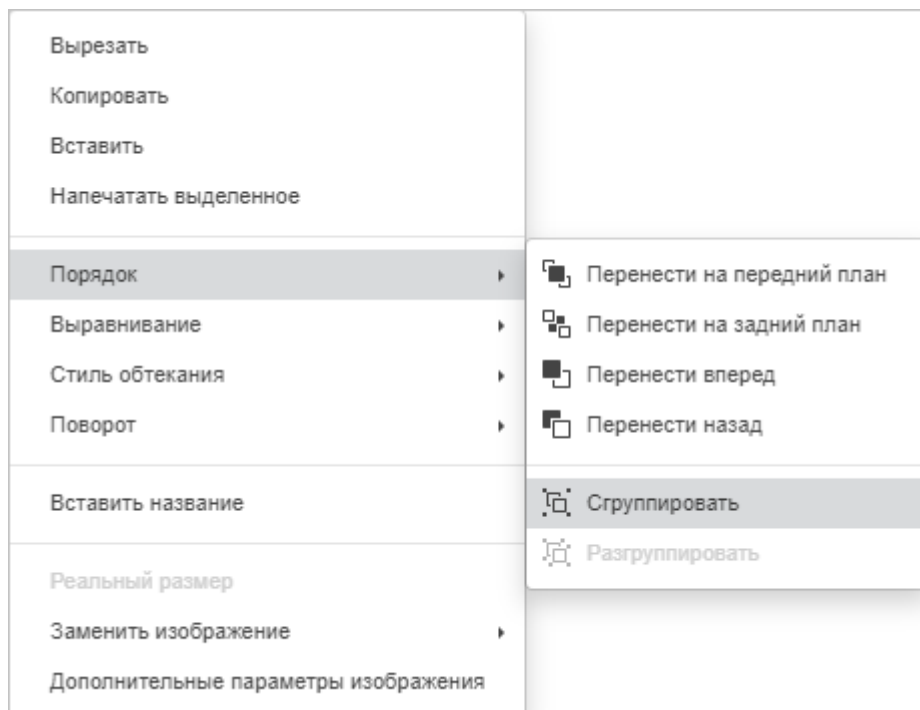 Вырезать
Копировать
Вставить
Напечатать выделенное
Порядок
Выравнивание
Стиль обтекания
Поворот
Вставить название
Реальный размер
Заменить изображение
Дополнительные параметры изображения
Перенести на передний план
Перенести на задний план
Перенести вперед
Перенести назад
Сгруппировать
Разгруппировать